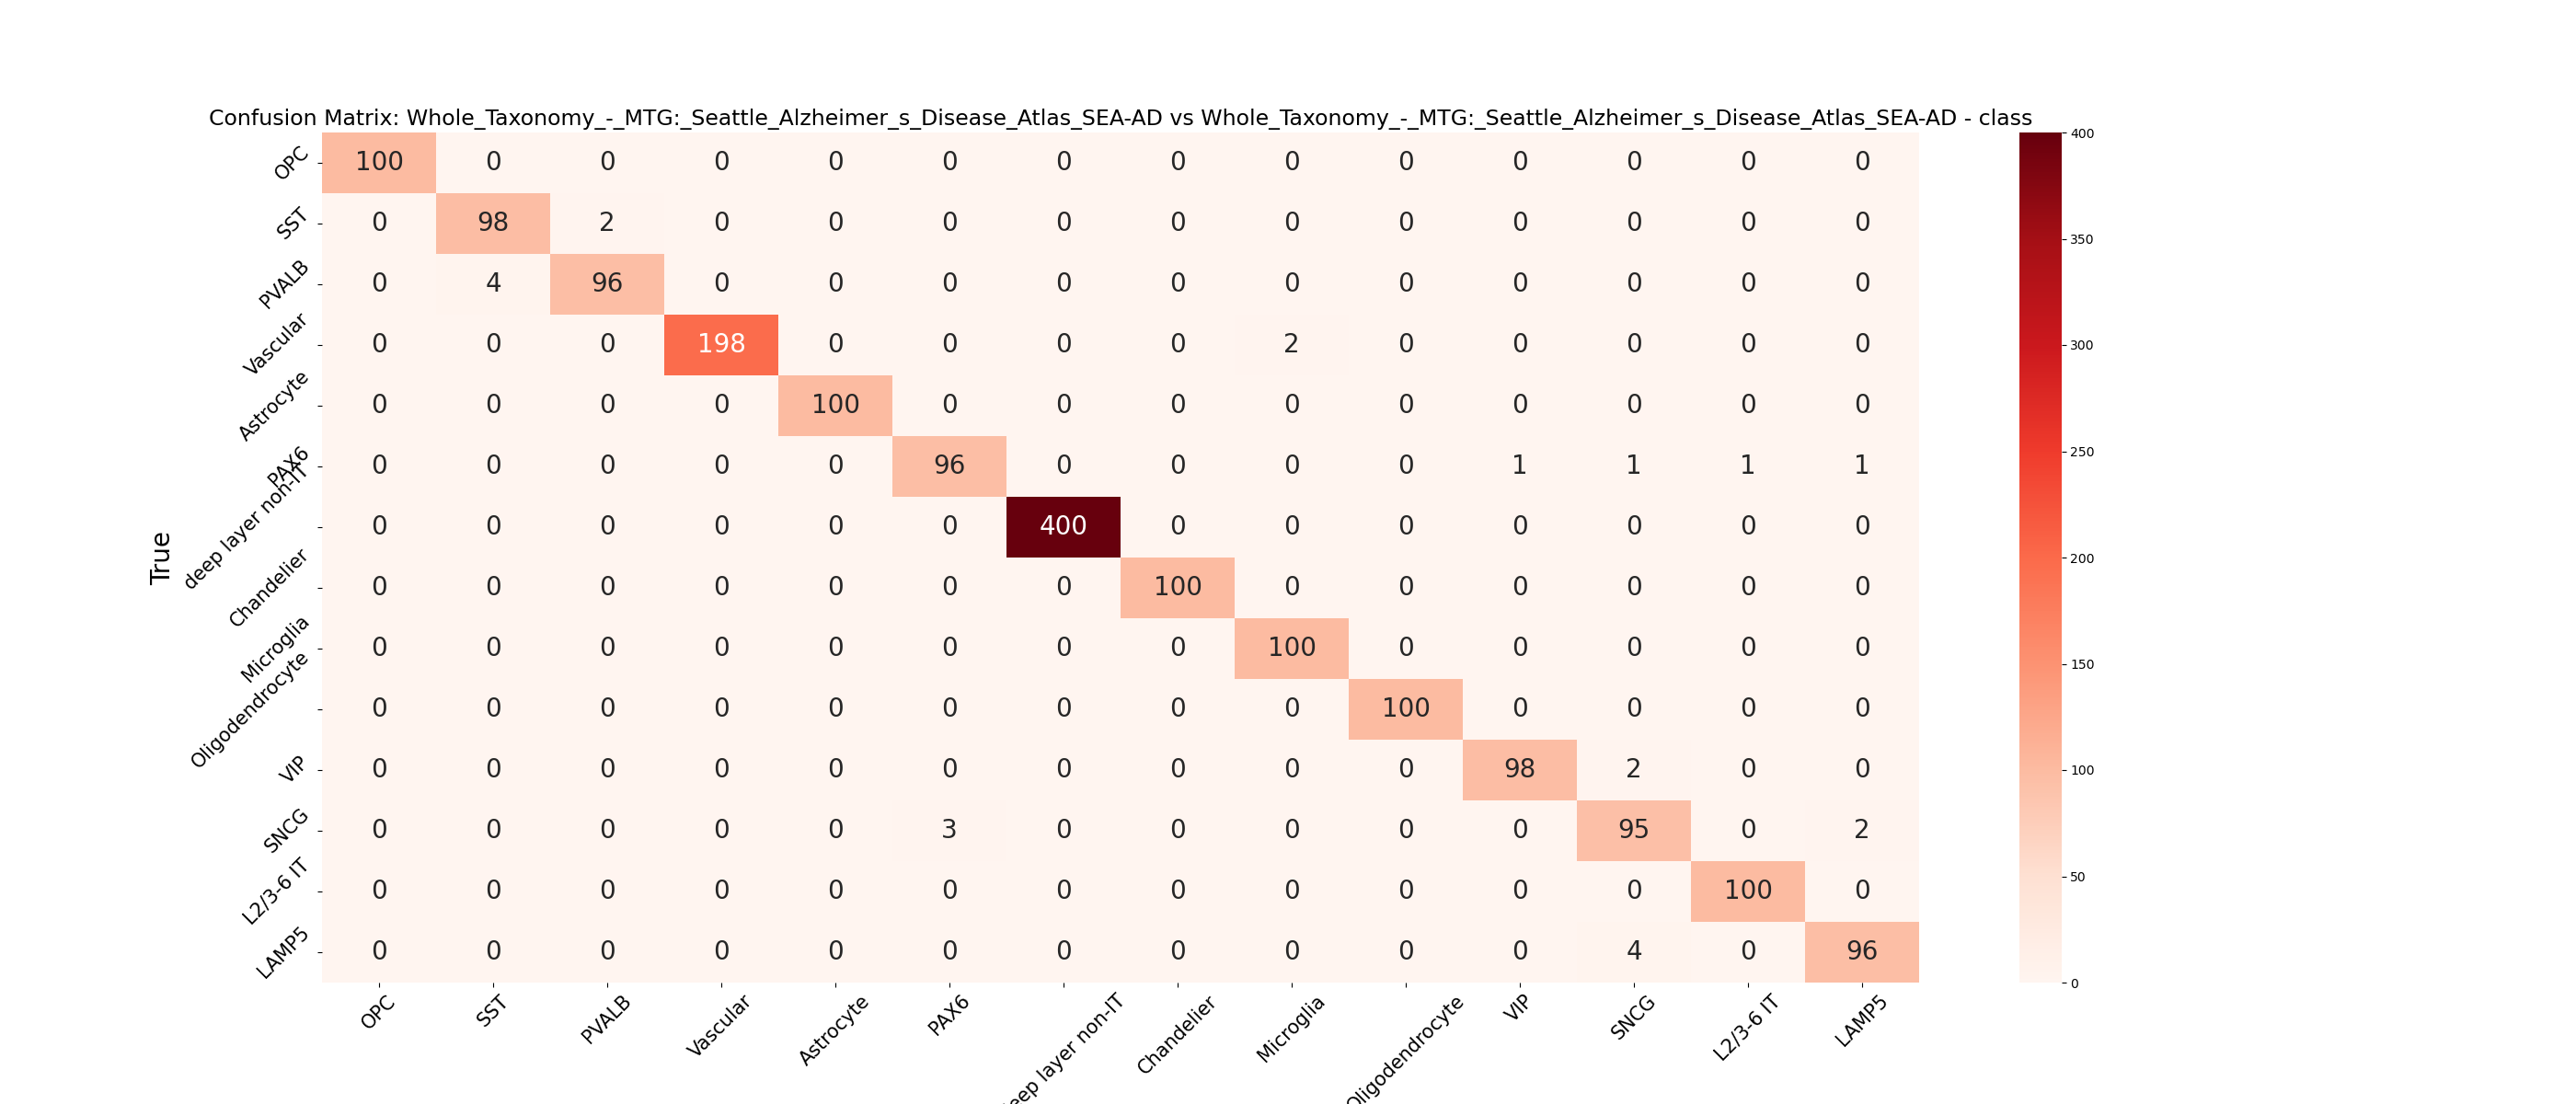 Confusion Matrix: Whole_Taxonomy_-_MTG:_Seattle_Alzheimer_s_Disease_Atlas_SEA-AD vs Whole_Taxonomy_-_MTG:_Seattle_Alzheimer_s_Disease_Atlas_SEA-AD - class
OPC 100 0 0 0 0 0 0 0 0 0 0 0 0 0
SST 0 98 2 0 0 0 0 0 0 0 0 0 0 0
PVALB 0 4 96 0 0 0 0 0 0 0 0 0 0 0
Vascular 0 0 0 198 0 0 0 0 2 0 0 0 0 0
Astrocyte 0 0 0 0 100 0 0 0 0 0 0 0 0 0
PAX6 0 0 0 0 0 96 0 0 0 0 1 1 1 1
deep layer non-IT 0 0 0 0 0 0 400 0 0 0 0 0 0 0
Chandelier 0 0 0 0 0 0 0 100 0 0 0 0 0 0
Microglia 0 0 0 0 0 0 0 0 100 0 0 0 0 0
Oligodendrocyte 0 0 0 0 0 0 0 0 0 100 0 0 0 0
VIP 0 0 0 0 0 0 0 0 0 0 98 2 0 0
SNCG 0 0 0 0 0 3 0 0 0 0 0 95 0 2
L2/3-6 IT 0 0 0 0 0 0 0 0 0 0 0 0 100 0
LAMP5 0 0 0 0 0 0 0 0 0 0 0 4 0 96
True
OPC
SST
PVALB
Vascular
Astrocyte
PAX6
layer non-IT
Chandelier
Microglia
Oligodendrocyte
VIP
SNCG
L2/3-6 IT
LAMP5
400
350
300
250
200
150
100
50
0